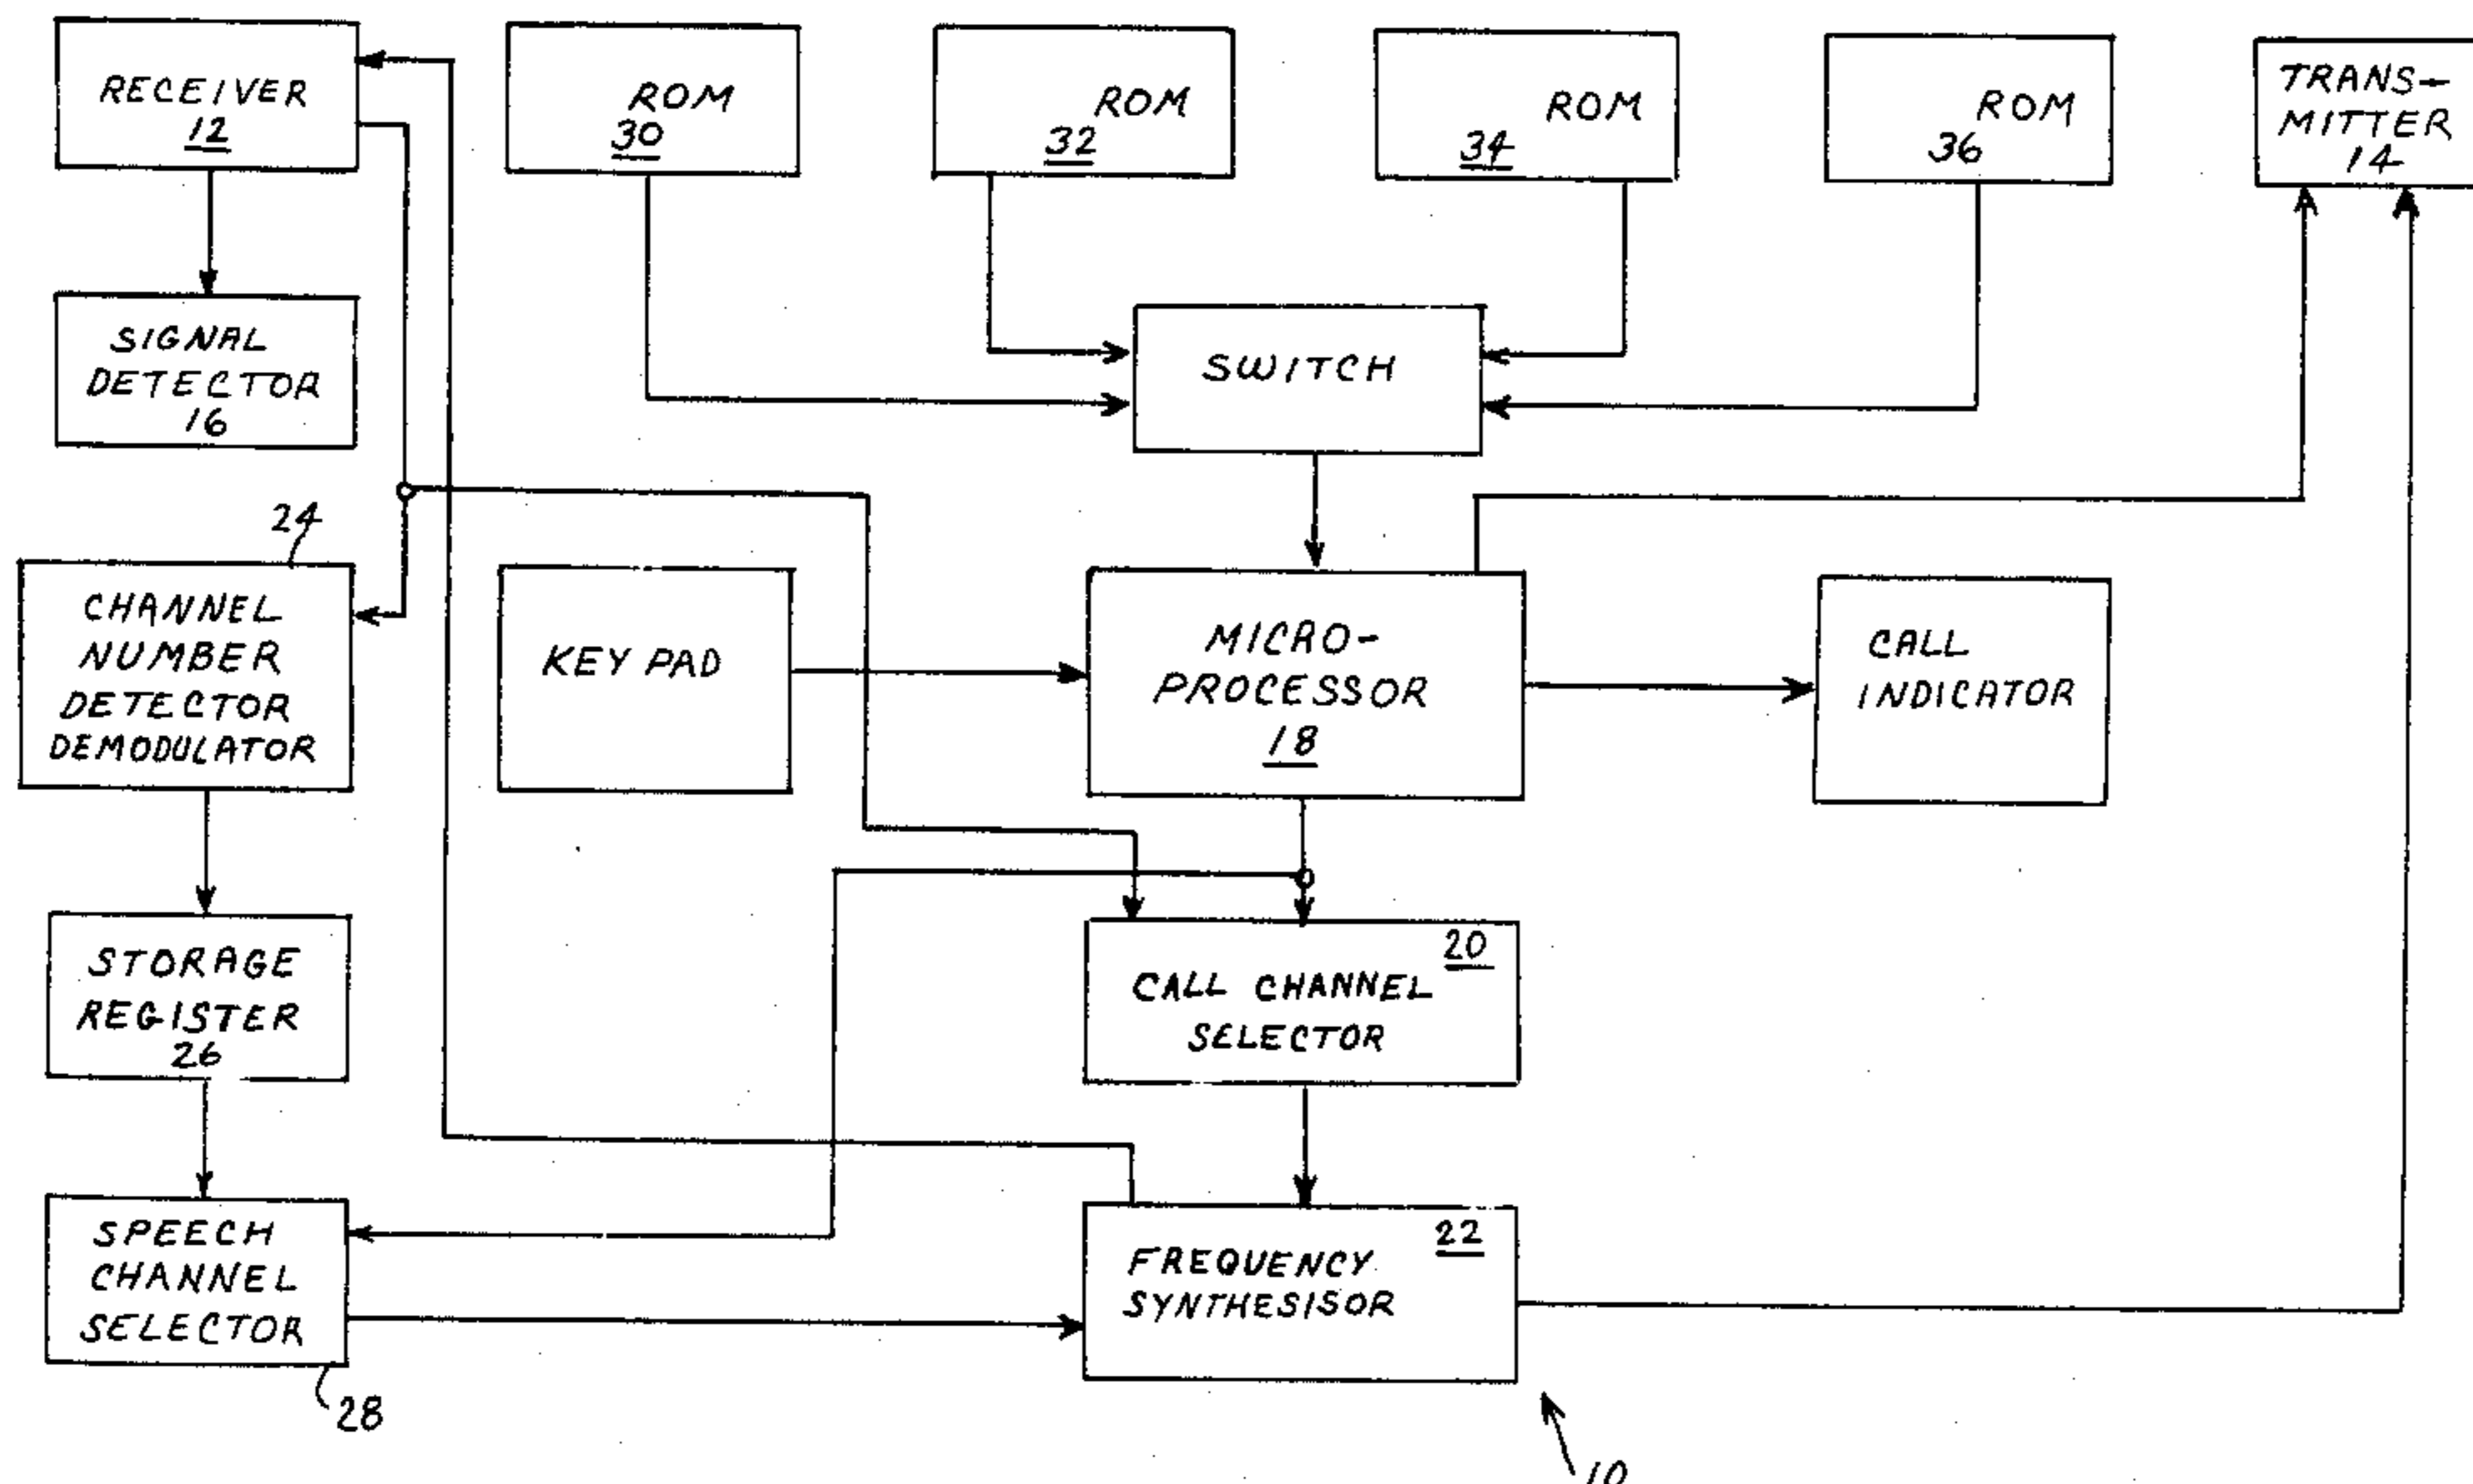 RECEIVER
12
ROM
30
ROM
32
ROM
34
ROM
36
TRANS-
MITTER
14
SIGNAL
DETECTOR
16
SWITCH
24
CHANNEL
NUMBER
DETECTOR
DEMODULATOR
KEY PAD
MICRO-
PROCESSOR
18
CALL
INDICATOR
STORAGE
REGISTER
26
20
CALL CHANNEL
SELECTOR
SPEECH
CHANNEL
SELECTOR
28
22
FREQUENCY
SYNTHESISOR
10